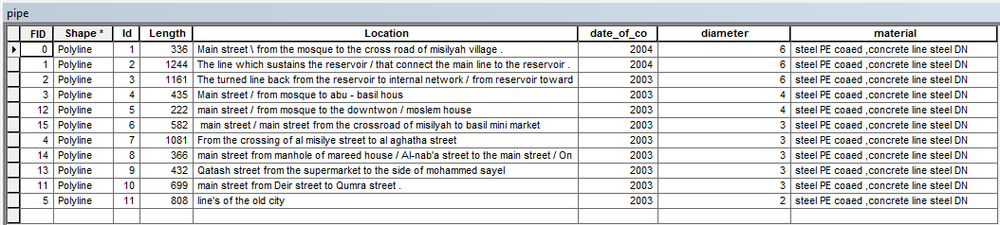 pipe
FID Shape * Id Length Location date_of_co diameter material
0 Polyline 1 336 Main street \ from the mosque to the cross road of misilyah village . 2004 6 steel PE coaed ,concrete line steel DN
1 Polyline 2 1244 The line which sustains the reservoir / that connect the main line to the reservoir . 2004 6 steel PE coaed ,concrete line steel DN
2 Polyline 3 1161 The turned line back from the reservoir to internal network / from reservoir toward 2003 6 steel PE coaed ,concrete line steel DN
3 Polyline 4 435 Main street / from mosque to abu - basil hous 2003 4 steel PE coaed ,concrete line steel DN
12 Polyline 5 222 main street / from mosque to the downtwon / moslem house 2003 4 steel PE coaed ,concrete line steel DN
15 Polyline 6 582 main street / main street from the crossroad of misilyah to basil mini market 2003 3 steel PE coaed ,concrete line steel DN
4 Polyline 7 1081 From the crossing of al misilye street to al aghatha street 2003 3 steel PE coaed ,concrete line steel DN
14 Polyline 8 366 main street from manhole of mareed house / Al-nab'a street to the main street / On 2003 3 steel PE coaed ,concrete line steel DN
13 Polyline 9 432 Qatash street from the supermarket to the side of mohammed sayel 2003 3 steel PE coaed ,concrete line steel DN
11 Polyline 10 699 main street from Deir street to Qumra street . 2003 3 steel PE coaed ,concrete line steel DN
5 Polyline 11 808 line's of the old city 2003 2 steel PE coaed ,concrete line steel DN